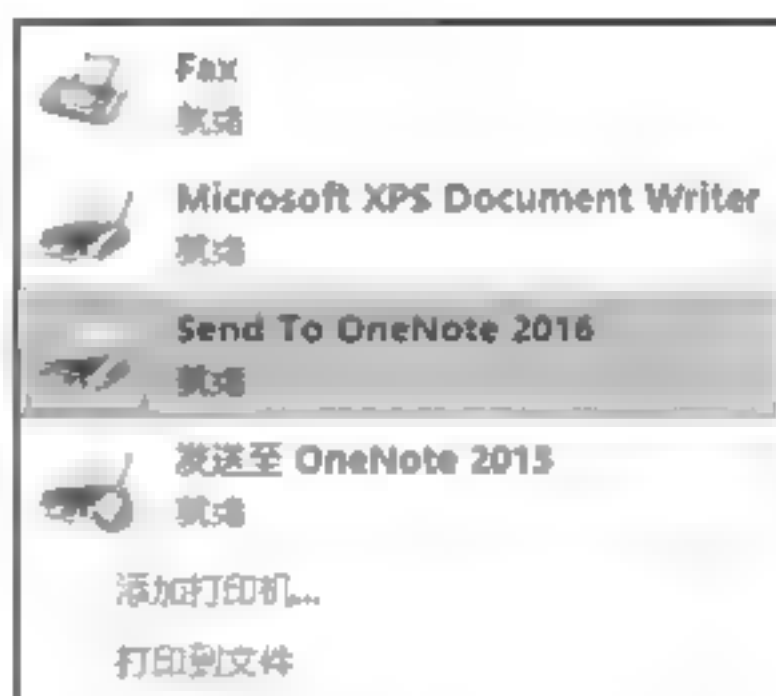 Fax
就绪
Microsoft XPS Document Writer
就绪
Send To OneNote 2016
就绪
发送至 OneNote 2013
就绪
添加打印机...
打印到文件